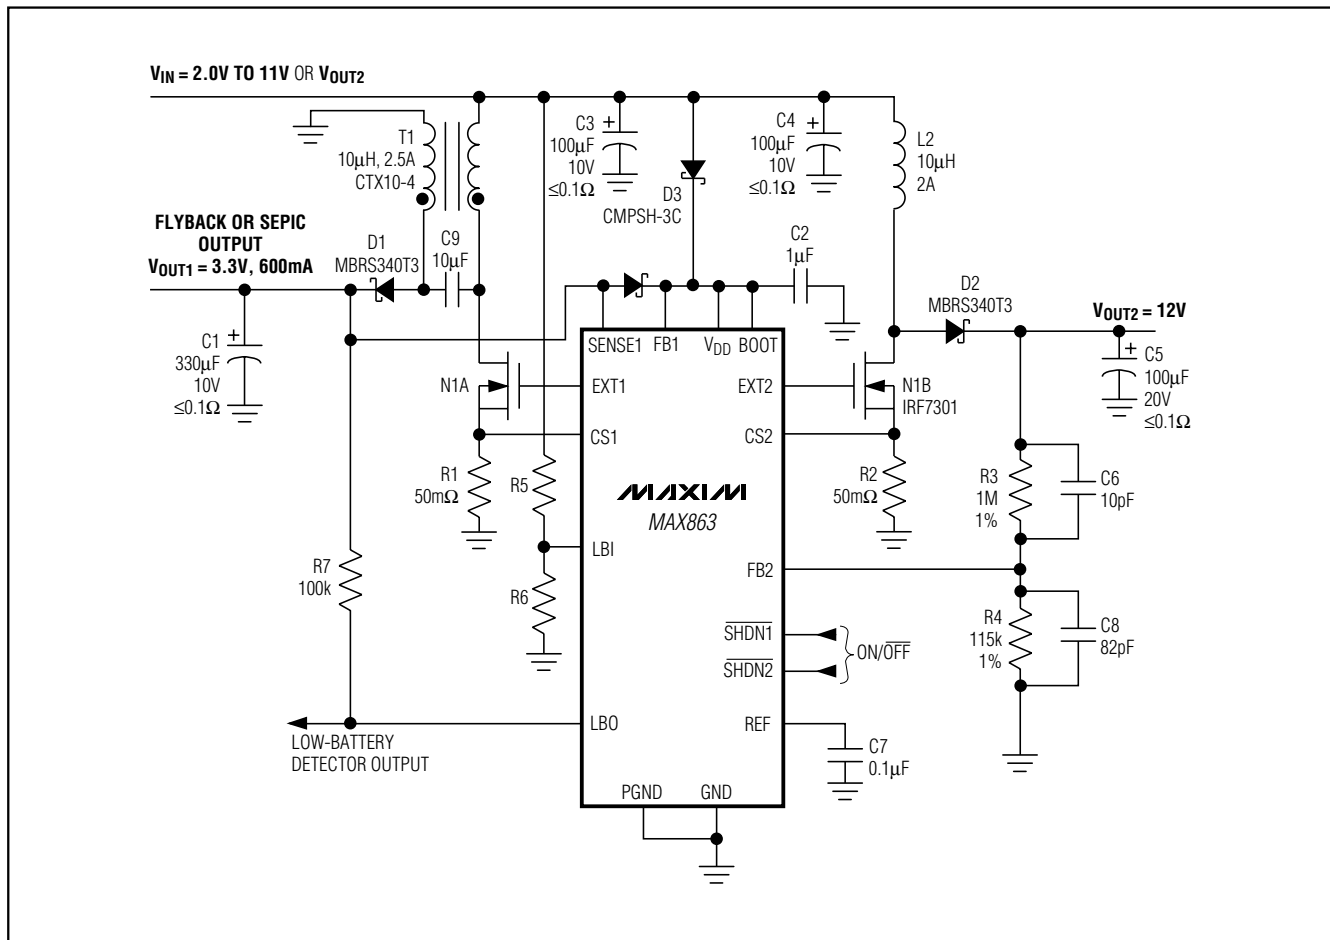 V_IN = 2.0V TO 11V OR V_OUT2
T1
10μH, 2.5A
CTX10-4
C3
+
100μF
10V
≤0.1Ω
D3
CMPSH-3C
C4
+
100μF
10V
≤0.1Ω
L2
10μH
2A
FLYBACK OR SEPIC
OUTPUT
V_OUT1 = 3.3V, 600mA
D1
MBRS340T3
C9
10μF
C2
1μF
D2
MBRS340T3
V_OUT2 = 12V
C1
+
330μF
10V
≤0.1Ω
SENSE1
FB1
V_DD
BOOT
N1A
EXT1
EXT2
N1B
IRF7301
C5
+
100μF
20V
≤0.1Ω
CS1
CS2
R1
50mΩ
R5
MAXIM
MAX863
R2
50mΩ
R3
1M
1%
C6
10pF
LBI
R7
100k
R6
FB2
R4
115k
1%
C8
82pF
S̅H̅D̅N̅1̅
S̅H̅D̅N̅2̅
ON/O̅F̅F̅
LBO
REF
LOW-BATTERY
DETECTOR OUTPUT
C7
0.1μF
PGND
GND